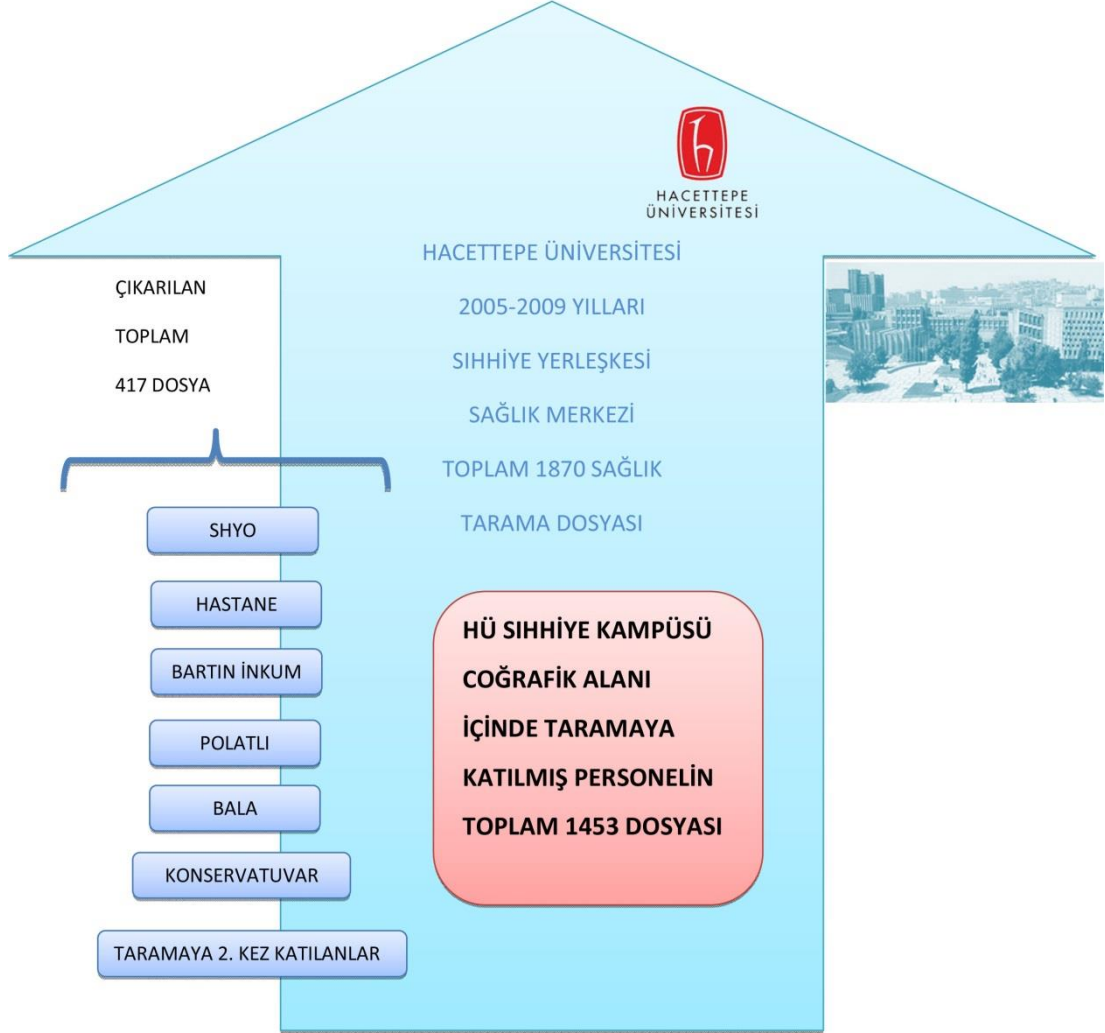 HACETTEPE
ÜNİVERSİTESİ
HACETTEPE ÜNİVERSİTESİ
2005-2009 YILLARI
SIHHİYE YERLEŞKESİ
SAĞLIK MERKEZİ
TOPLAM 1870 SAĞLIK
TARAMA DOSYASI
ÇIKARILAN
TOPLAM
417 DOSYA
SHYO
HASTANE
BARTIN İNKUM
POLATLI
BALA
KONSERVATUVAR
TARAMAYA 2. KEZ KATILANLAR
HÜ SIHHİYE KAMPÜSÜ
COĞRAFİK ALANI
İÇİNDE TARAMAYA
KATILMIŞ PERSONELİN
TOPLAM 1453 DOSYASI